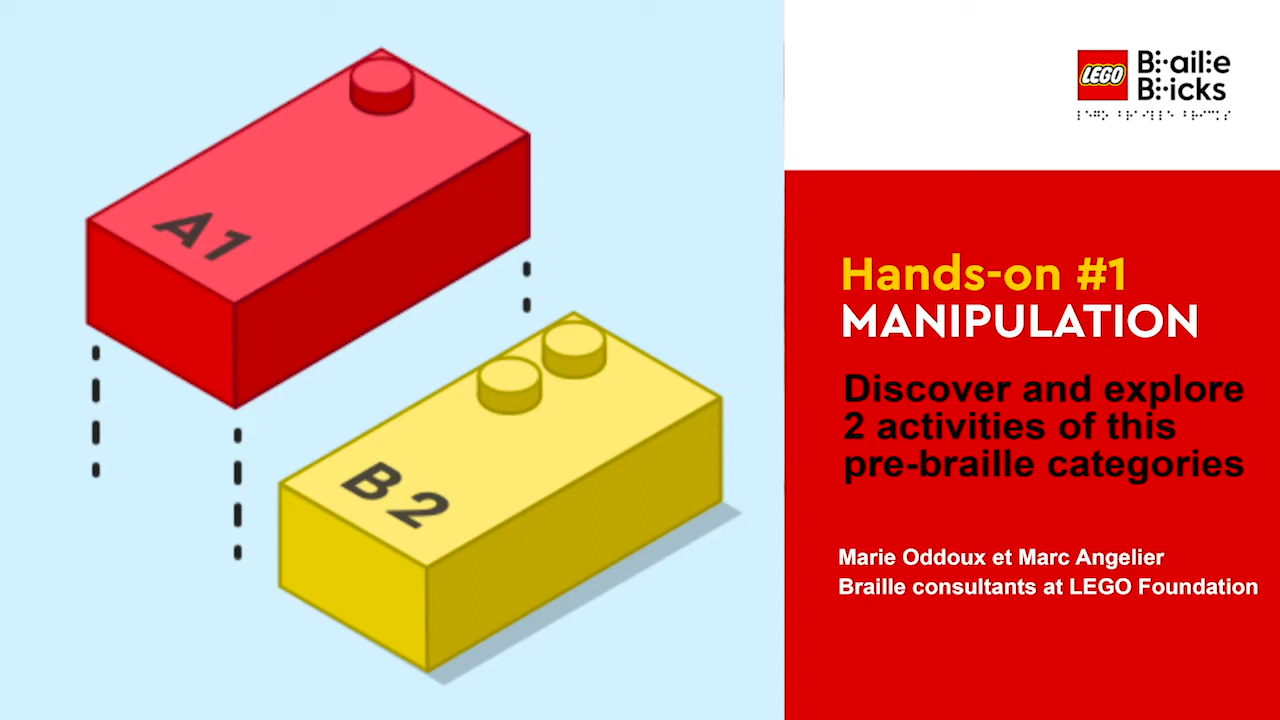 A1
B2
LEGO
Braille
Bricks
⠇⠑⠛⠕ ⠃⠗⠁⠊⠇⠇⠑ ⠃⠗⠊⠉⠅⠎
Hands-on #1
MANIPULATION
Discover and explore
2 activities of this
pre-braille categories
Marie Oddoux et Marc Angelier
Braille consultants at LEGO Foundation